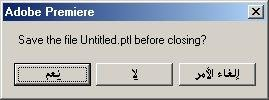 Adobe Premiere
Save the file Untitled.ptl before closing?
نعم
لا
إلغاء الأمر